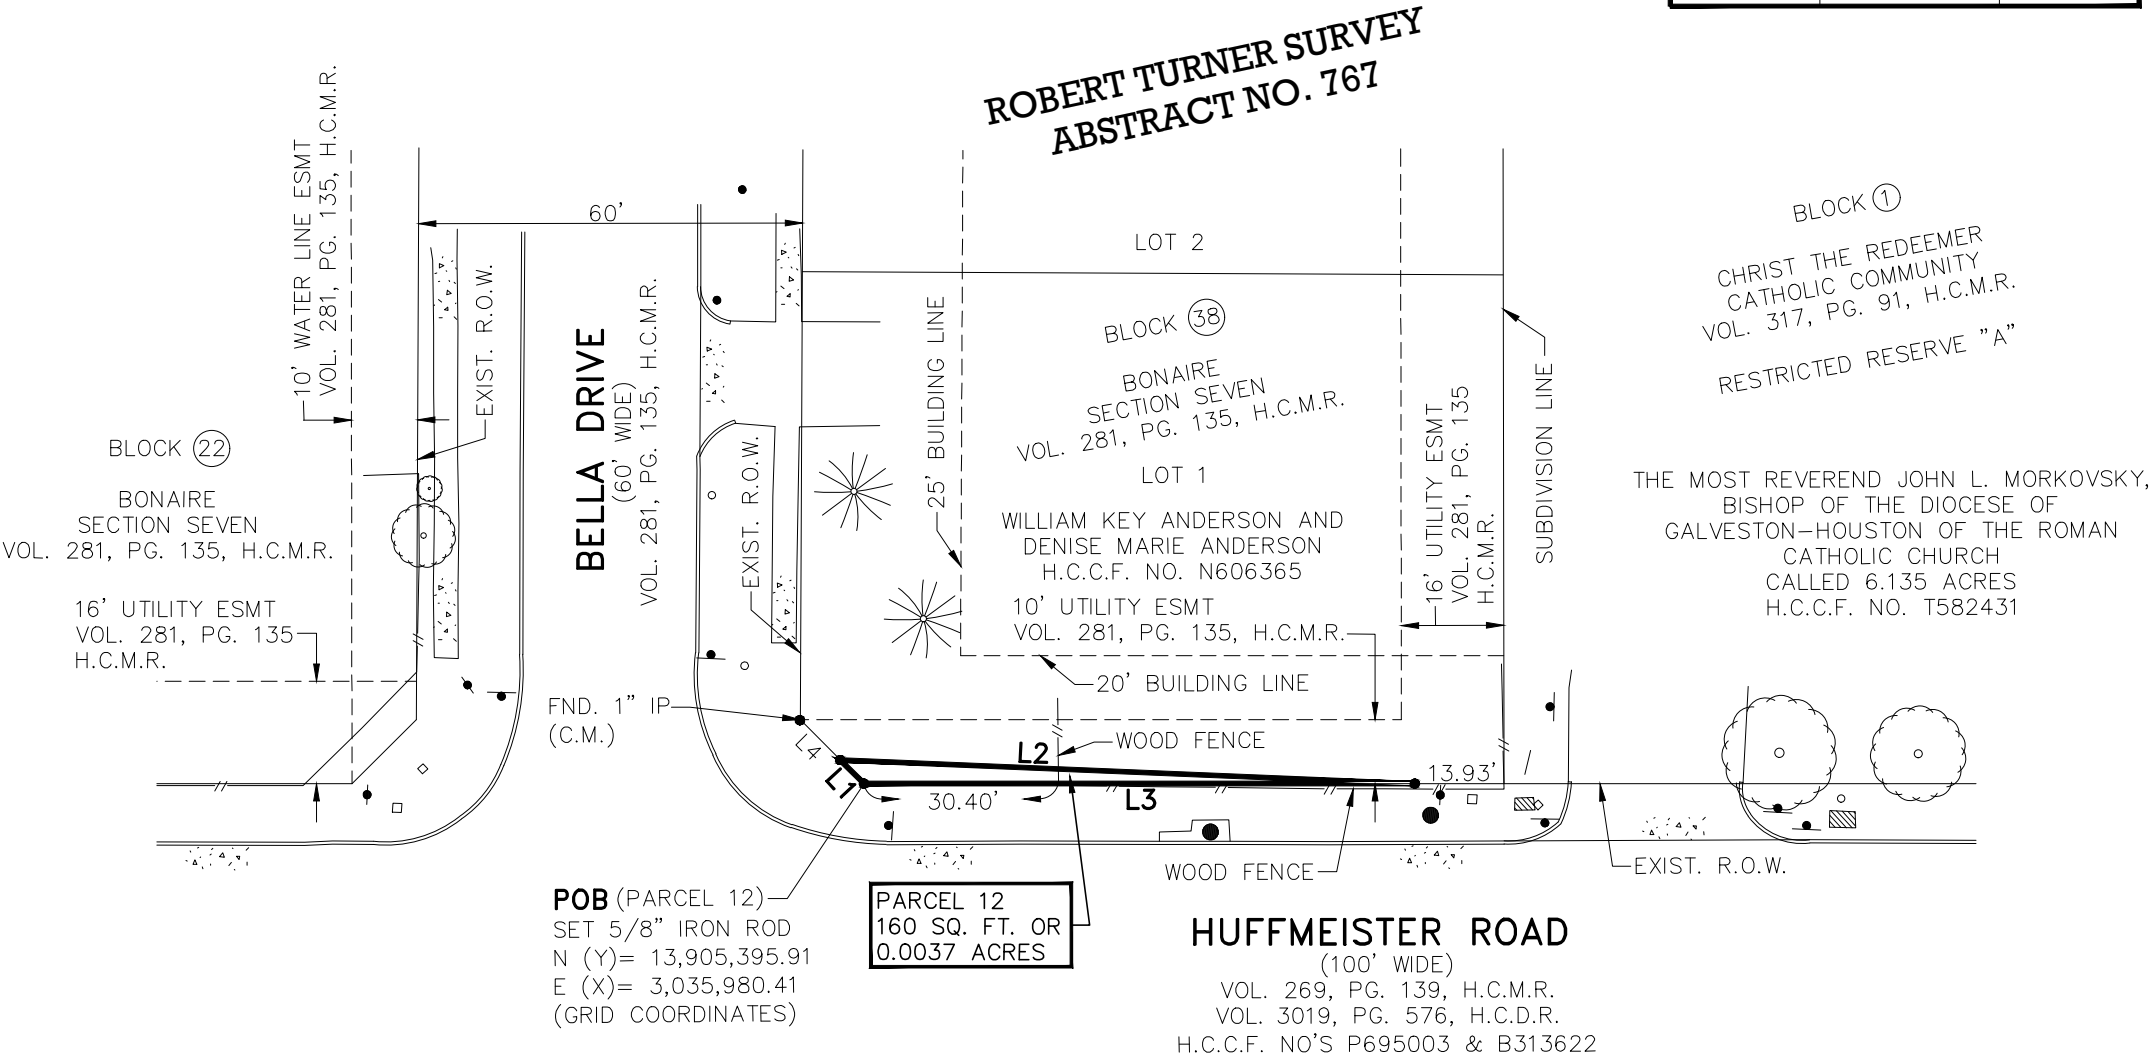 ROBERT TURNER SURVEY
ABSTRACT NO. 767
10' WATER LINE ESMT
VOL. 281, PG. 135, H.C.M.R.
60'
EXIST. R.O.W.
BELLA DRIVE
(60' WIDE)
VOL. 281, PG. 135, H.C.M.R.
BLOCK 22
BONAIRE
SECTION SEVEN
VOL. 281, PG. 135, H.C.M.R.
16' UTILITY ESMT
VOL. 281, PG. 135
H.C.M.R.
LOT 2
25' BUILDING LINE
BLOCK 38
BONAIRE
SECTION SEVEN
VOL. 281, PG. 135, H.C.M.R.
LOT 1
WILLIAM KEY ANDERSON AND
DENISE MARIE ANDERSON
H.C.C.F. NO. N606365
10' UTILITY ESMT
VOL. 281, PG. 135, H.C.M.R.
20' BUILDING LINE
EXIST. R.O.W.
16' UTILITY ESMT
VOL. 281, PG. 135
H.C.M.R.
SUBDIVISION LINE
BLOCK 1
CHRIST THE REDEEMER
CATHOLIC COMMUNITY
VOL. 317, PG. 91, H.C.M.R.
RESTRICTED RESERVE "A"
THE MOST REVEREND JOHN L. MORKOVSKY,
BISHOP OF THE DIOCESE OF
GALVESTON-HOUSTON OF THE ROMAN
CATHOLIC CHURCH
CALLED 6.135 ACRES
H.C.C.F. NO. T582431
FND. 1" IP
(C.M.)
L4
L1
L2
WOOD FENCE
30.40'
L3
13.93'
WOOD FENCE
EXIST. R.O.W.
POB (PARCEL 12)
SET 5/8" IRON ROD
N (Y)= 13,905,395.91
E (X)= 3,035,980.41
(GRID COORDINATES)
PARCEL 12
160 SQ. FT. OR
0.0037 ACRES
HUFFMEISTER ROAD
(100' WIDE)
VOL. 269, PG. 139, H.C.M.R.
VOL. 3019, PG. 576, H.C.D.R.
H.C.C.F. NO'S P695003 & B313622